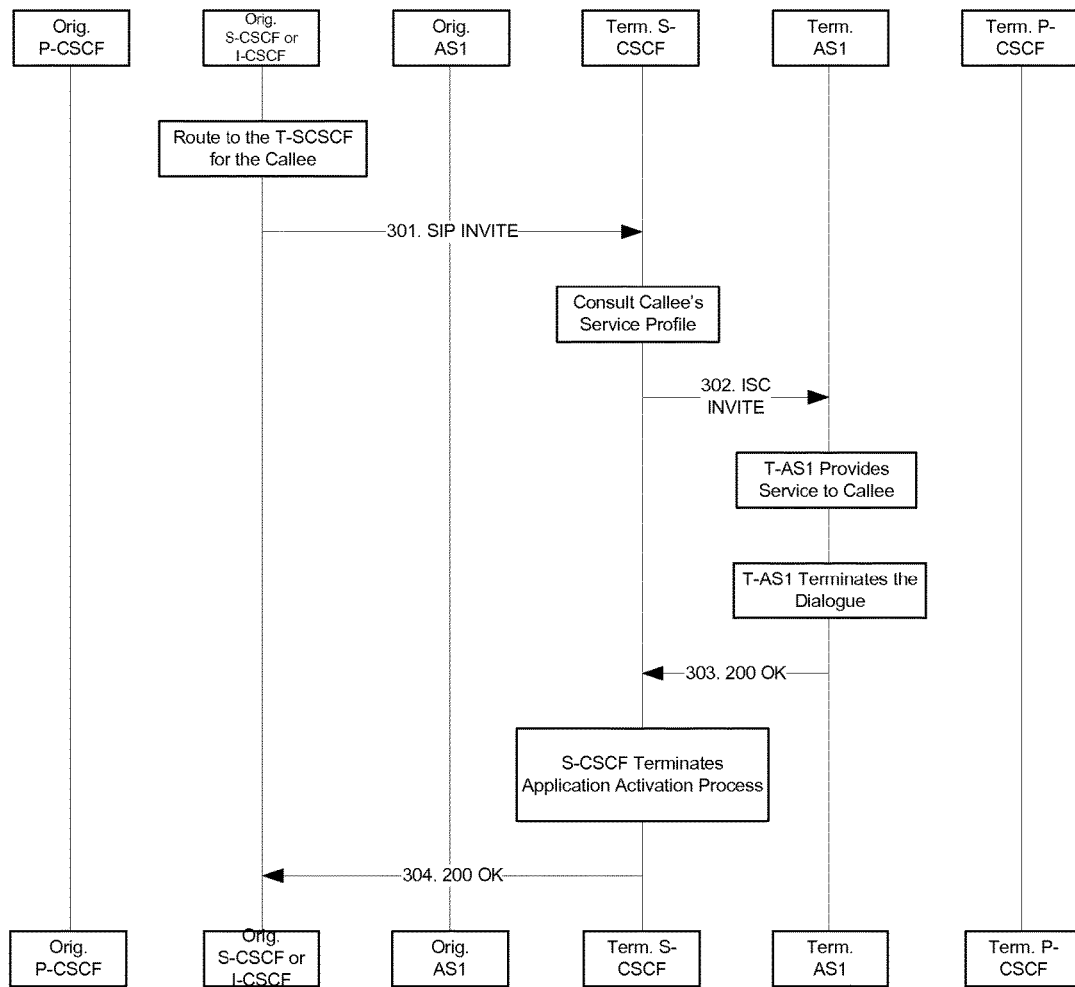 Orig.
P-CSCF
Orig.
S-CSCF or
I-CSCF
Orig.
AS1
Term. S-
CSCF
Term.
AS1
Term. P-
CSCF
Route to the T-SCSCF
for the Callee
301. SIP INVITE
Consult Callee's
Service Profile
302. ISC
INVITE
T-AS1 Provides
Service to Callee
T-AS1 Terminates the
Dialogue
303. 200 OK
S-CSCF Terminates
Application Activation Process
304. 200 OK
Orig.
P-CSCF
Orig.
S-CSCF or
I-CSCF
Orig.
AS1
Term. S-
CSCF
Term.
AS1
Term. P-
CSCF